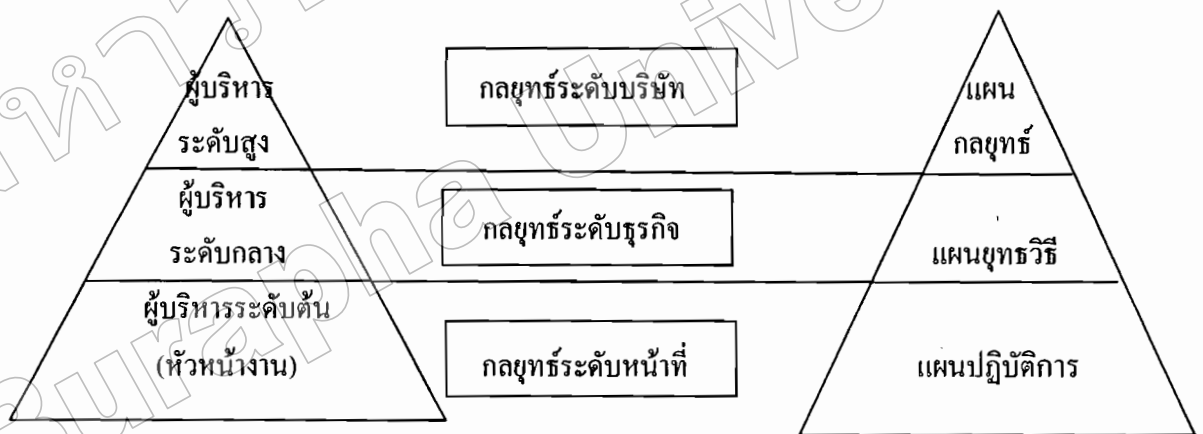 ผู้บริหาร
ระดับสูง
กลยุทธ์ระดับบริษัท
แผน
กลยุทธ์
ผู้บริหาร
ระดับกลาง
กลยุทธ์ระดับธุรกิจ
แผนยุทธวิธี
ผู้บริหารระดับต้น
(หัวหน้างาน)
กลยุทธ์ระดับหน้าที่
แผนปฏิบัติการ
Burapha Unive